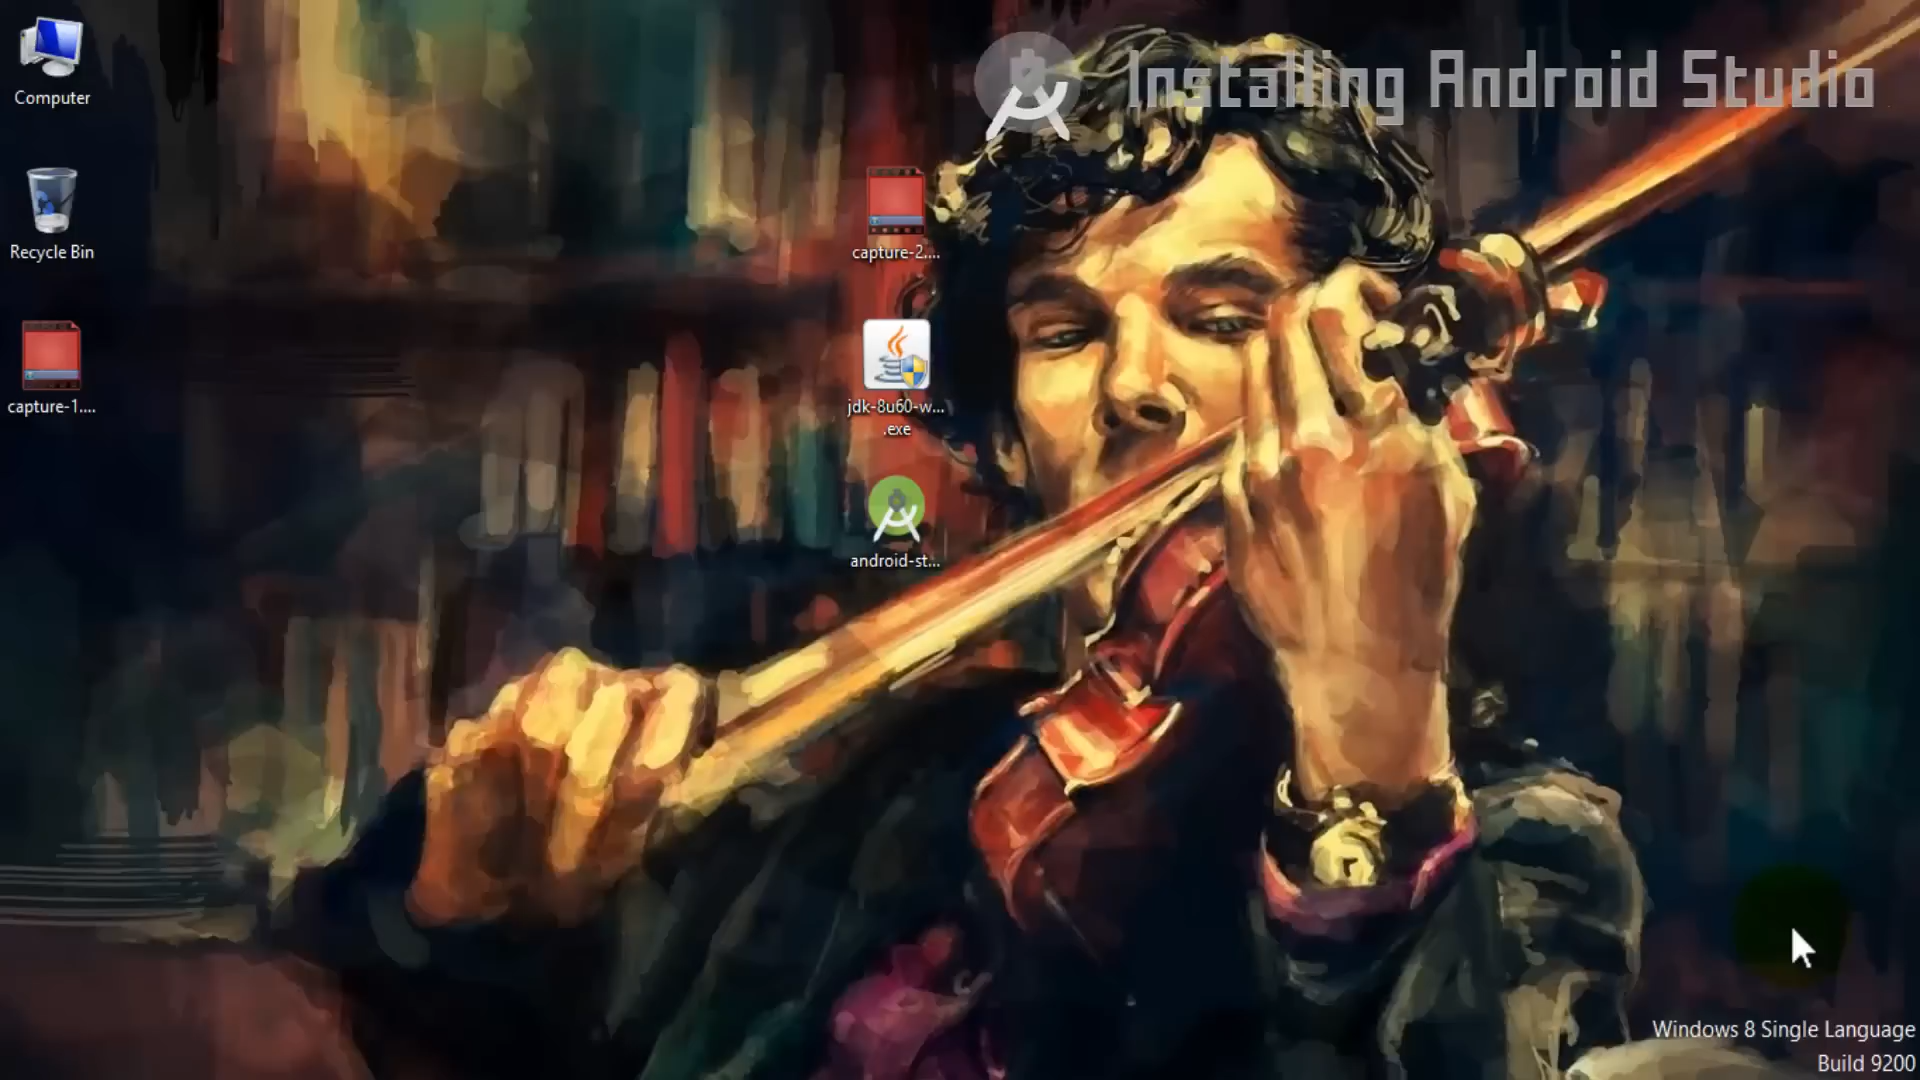 Installing Android Studio
Computer
Recycle Bin
capture-1....
capture-2....
jdk-8u60-w...
.exe
android-st...
Windows 8 Single Language
Build 9200